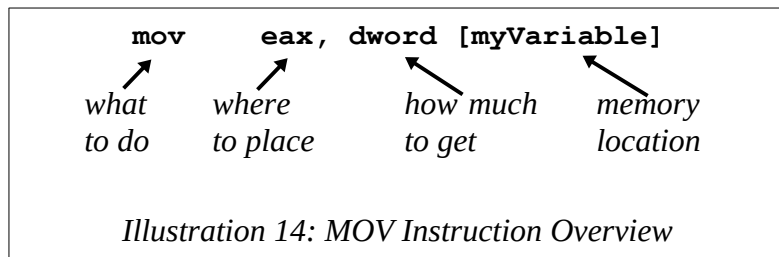 mov eax, dword [myVariable]
what where how much memory
to do to place to get location
Illustration 14: MOV Instruction Overview